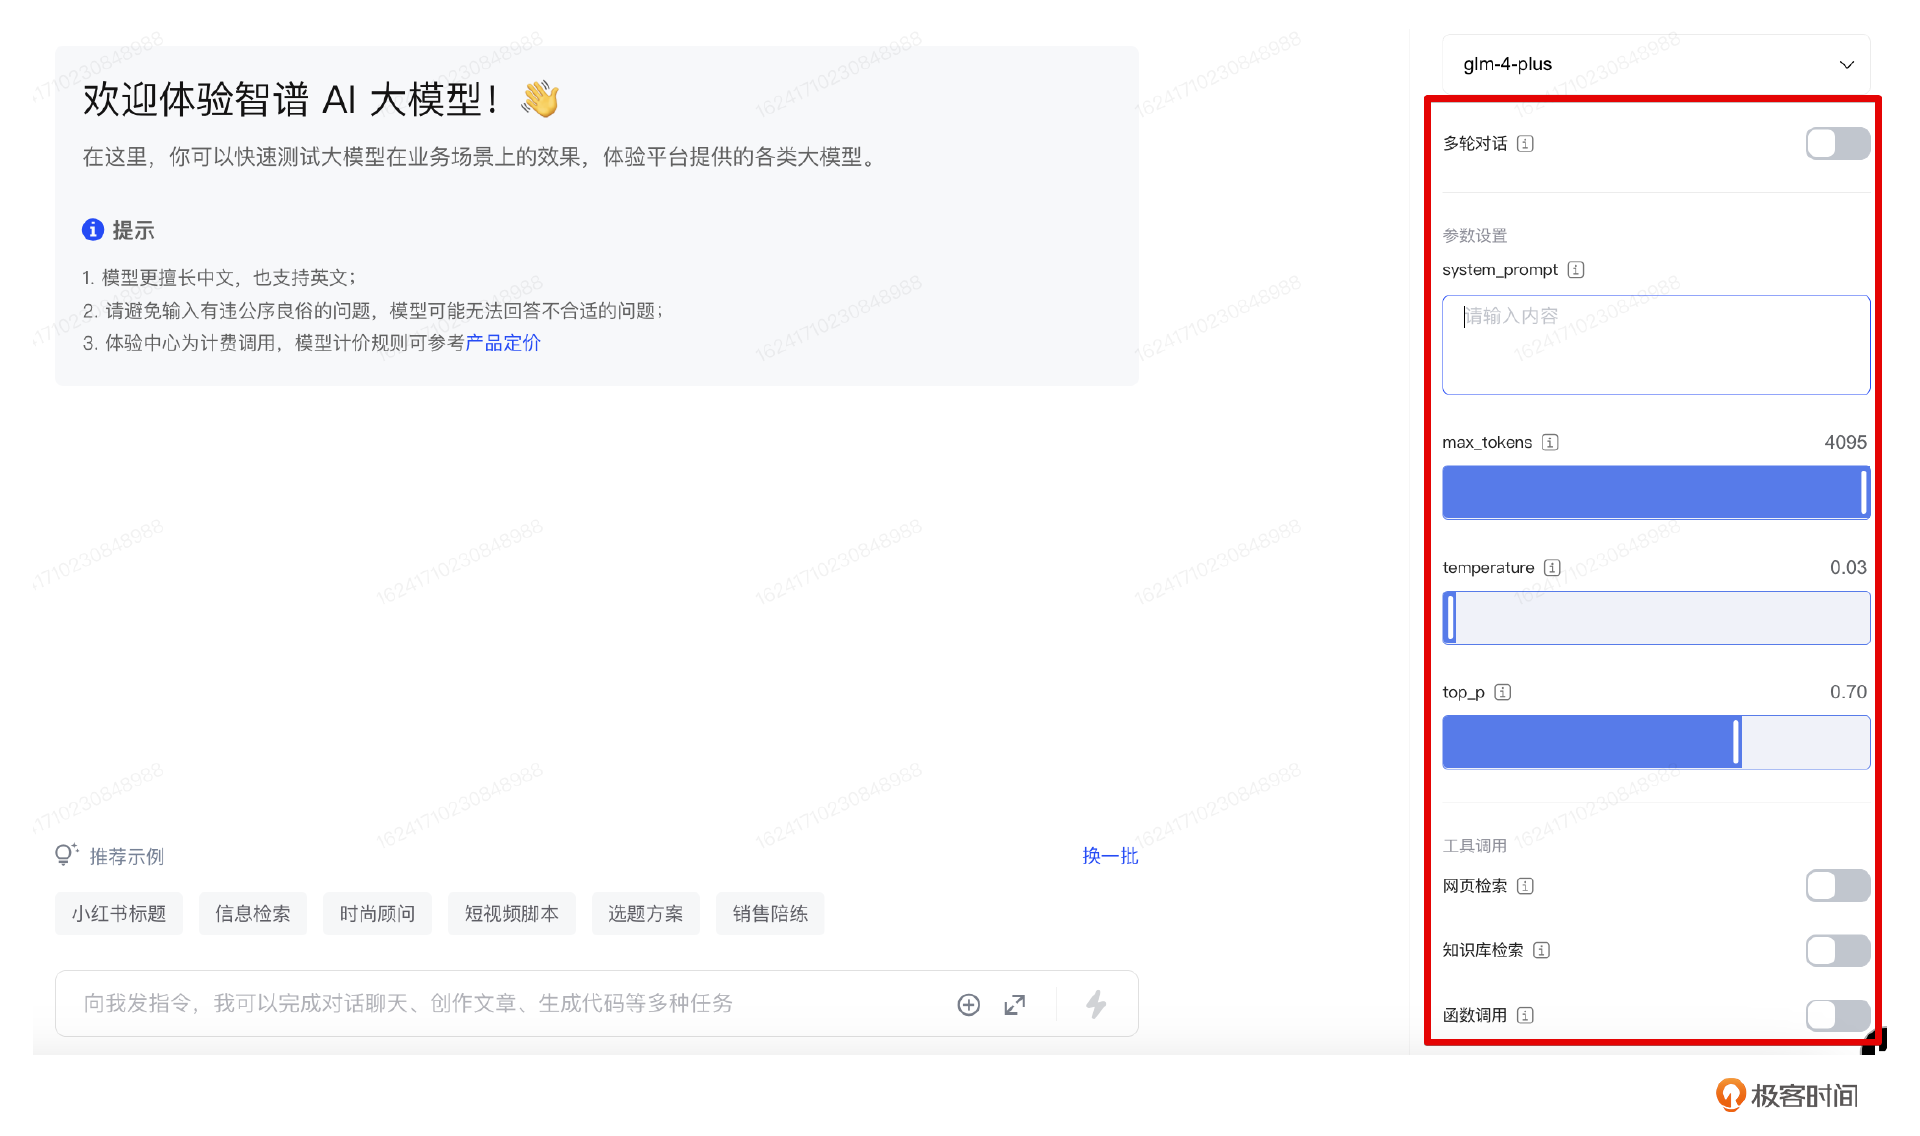 欢迎体验智谱 AI 大模型！👋
在这里，你可以快速测试大模型在业务场景上的效果，体验平台提供的各类大模型。
提示
1. 模型更擅长中文，也支持英文；
2. 请避免输入有违公序良俗的问题，模型可能无法回答不合适的问题；
3. 体验中心为计费调用，模型计价规则可参考产品定价
推荐示例
换一批
小红书标题 信息检索 时尚顾问 短视频脚本 选题方案 销售陪练
向我发指令，我可以完成对话聊天、创作文章、生成代码等多种任务
glm-4-plus
多轮对话
参数设置
system_prompt
请输入内容
max_tokens 4095
temperature 0.03
top_p 0.70
工具调用
网页检索
知识库检索
函数调用
极客时间
16241710230848988